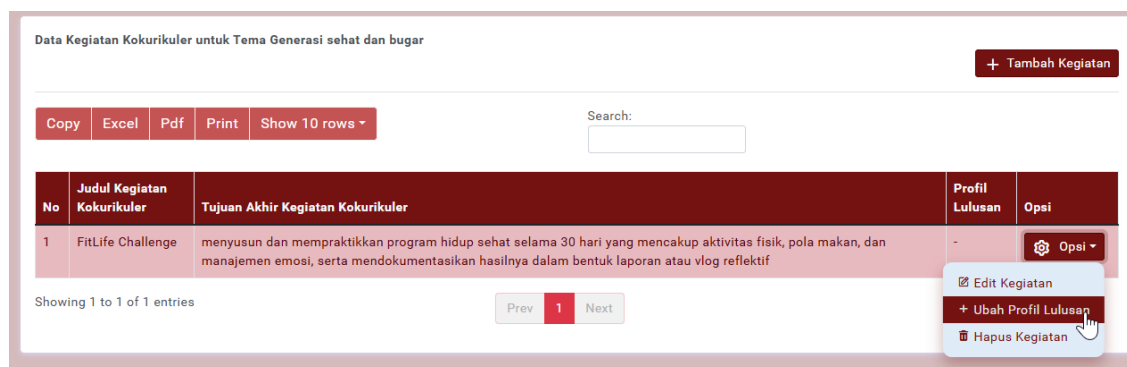 Data Kegiatan Kokurikuler untuk Tema Generasi sehat dan bugar
+ Tambah Kegiatan
Copy Excel Pdf Print Show 10 rows
Search:
No Judul Kegiatan Kokurikuler Tujuan Akhir Kegiatan Kokurikuler Profil Lulusan Opsi
1 FitLife Challenge menyusun dan mempraktikkan program hidup sehat selama 30 hari yang mencakup aktivitas fisik, pola makan, dan - Opsi
manajemen emosi, serta mendokumentasikan hasilnya dalam bentuk laporan atau vlog reflektif
Showing 1 to 1 of 1 entries
Prev 1 Next
Edit Kegiatan
+ Ubah Profil Lulusan
Hapus Kegiatan